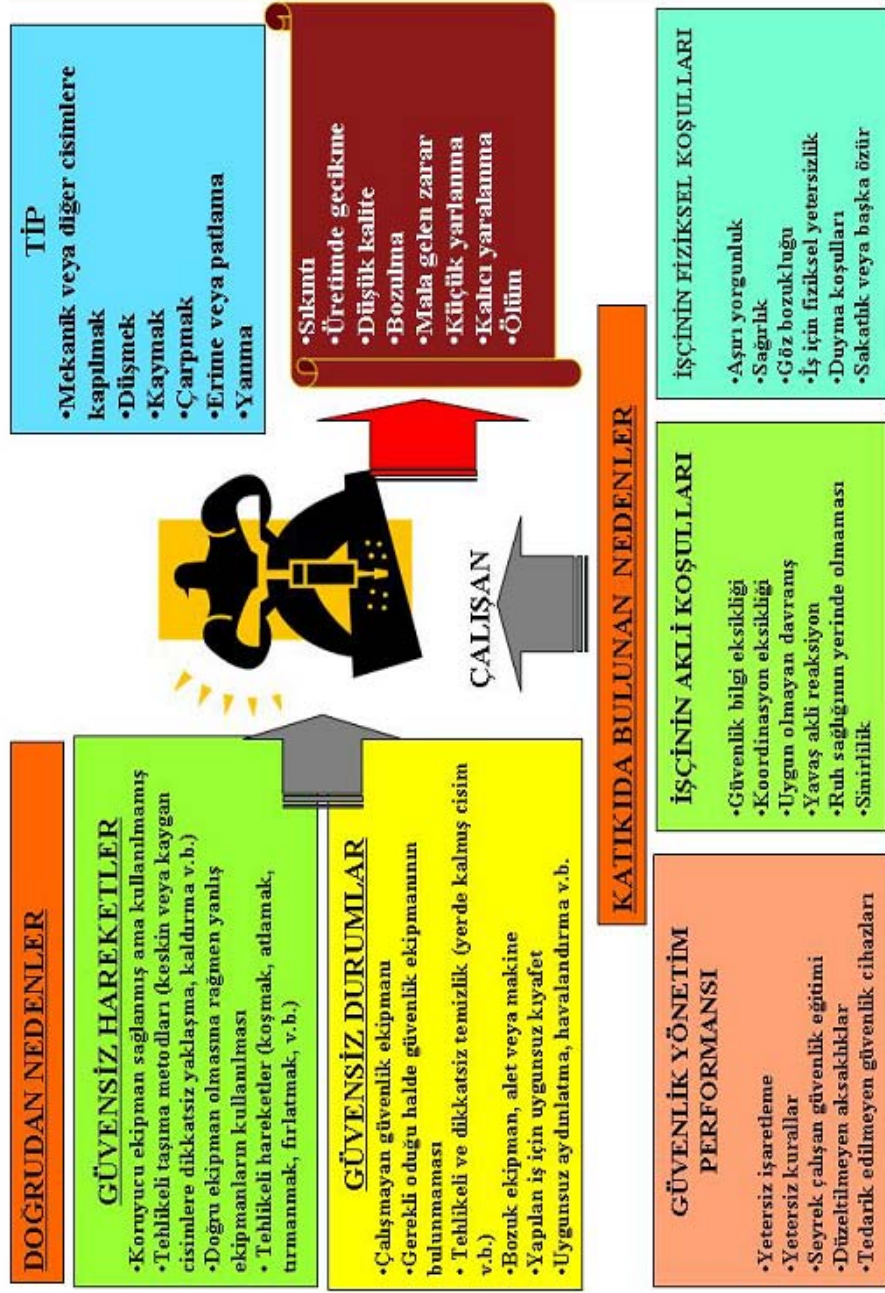 DOĞRUDAN NEDENLER
GÜVENSİZ HAREKETLER
•Koruyucu ekipman sağlanmış ama kullanılmamış
•Tehlikeli taşıma metodları (keskin veya kaygan
cisimlere dikkatsiz yaklaşma, kaldırma v.b.)
•Doğru ekipman olmasına rağmen yanlış
ekipmanların kullanılması
• Tehlikeli hareketler (koşmak, atlamak,
tırmanmak, fırlatmak, v.b.)
GÜVENSİZ DURUMLAR
•Çalışmayan güvenlik ekipmanı
•Gerekli oduğu halde güvenlik ekipmanının
bulunmaması
• Tehlikeli ve dikkatsiz temizlik (yerde kalmış cisim
v.b.)
•Bozuk ekipman, alet veya makine
•Yapılan iş için uygunsuz kıyafet
•Uygunsuz aydınlatma, havalandırma v.b.
ÇALIŞAN
TİP
•Mekanik veya diğer cisimlere
kapılmak
•Düşmek
•Kaymak
•Çarpmak
•Erime veya patlama
•Yanma
•Sıkıntı
•Üretimde gecikme
•Düşük kalite
•Bozulma
•Mala gelen zarar
•Küçük yarlanma
•Kalıcı yaralanma
•Ölüm
KATIKIDA BULUNAN NEDENLER
GÜVENLİK YÖNETİM
PERFORMANSI
•Yetersiz işaretleme
•Yetersiz kurallar
•Seyrek çalışan güvenlik eğitimi
•Düzeltilmeyen aksaklıklar
•Tedarik edilmeyen güvenlik cihazları
İŞÇİNİN AKLİ KOŞULLARI
•Güvenlik bilgi eksikliği
•Koordinasyon eksikliği
•Uygun olmayan davranış
•Yavaş akli reaksiyon
•Ruh sağlığının yerinde olmaması
•Sinirlilik
İŞÇİNİN FİZİKSEL KOŞULLARI
•Aşırı yorgunluk
•Sağırlık
•Göz bozukluğu
•İş için fiziksel yetersizlik
•Duyma koşulları
•Sakatlık veya başka özür